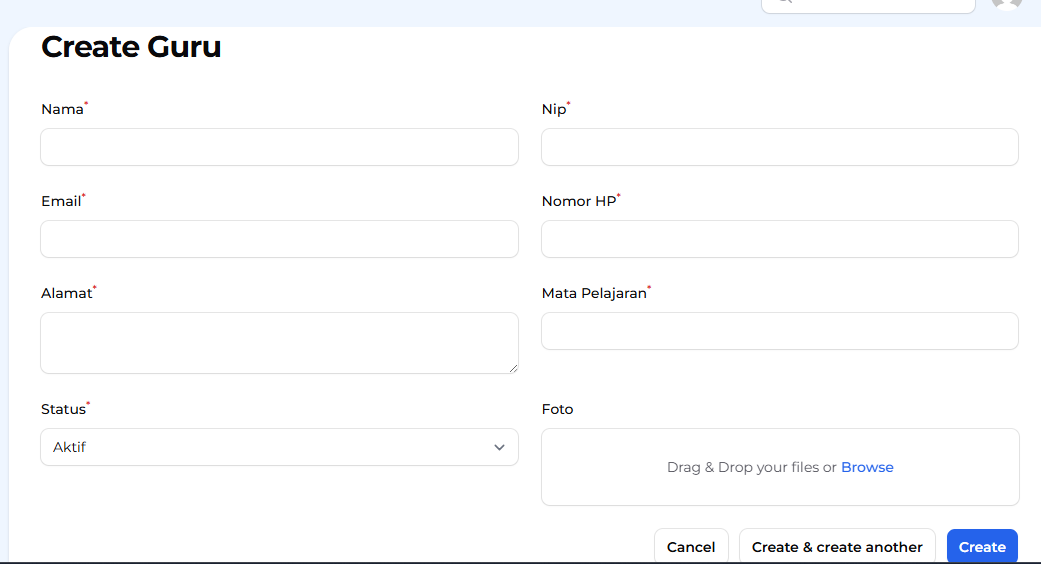 Create Guru
Nama*
Nip*
Email*
Nomor HP*
Alamat*
Mata Pelajaran*
Status*
Foto
Aktif
Drag & Drop your files or Browse
Cancel
Create & create another
Create